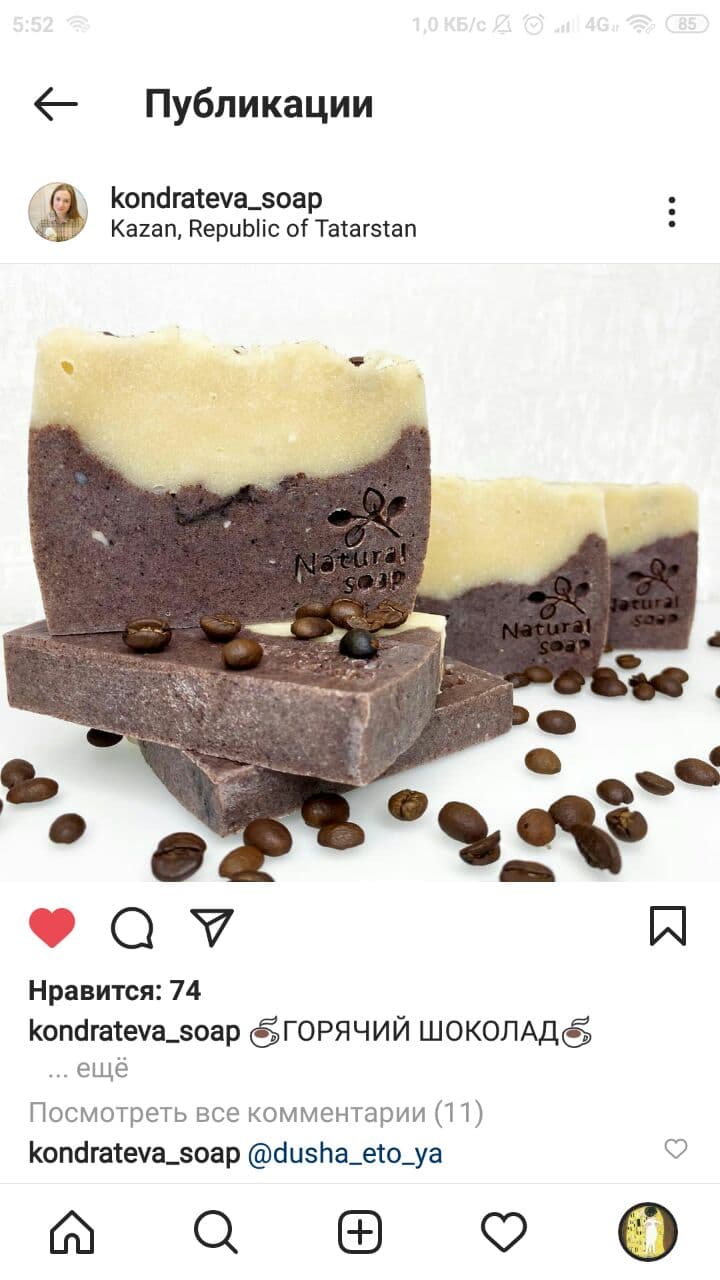 5:52 1,0 КБ/с 4G 85
Публикации
kondrateva_soap
Kazan, Republic of Tatarstan
Natural
soap
Natural
soap
Natural
soap
Нравится: 74
kondrateva_soap ☕ГОРЯЧИЙ ШОКОЛАД☕
... ещё
Посмотреть все комментарии (11)
kondrateva_soap @dusha_eto_ya